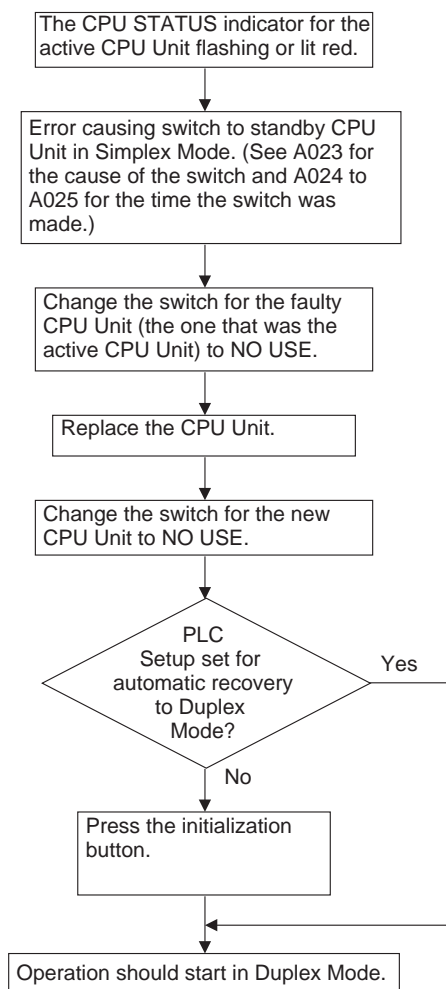 The CPU STATUS indicator for the
active CPU Unit flashing or lit red.
Error causing switch to standby CPU
Unit in Simplex Mode. (See A023 for
the cause of the switch and A024 to
A025 for the time the switch was
made.)
Change the switch for the faulty
CPU Unit (the one that was the
active CPU Unit) to NO USE.
Replace the CPU Unit.
Change the switch for the new
CPU Unit to NO USE.
PLC
Setup set for
automatic recovery
to Duplex
Mode?
Yes
No
Press the initialization
button.
Operation should start in Duplex Mode.